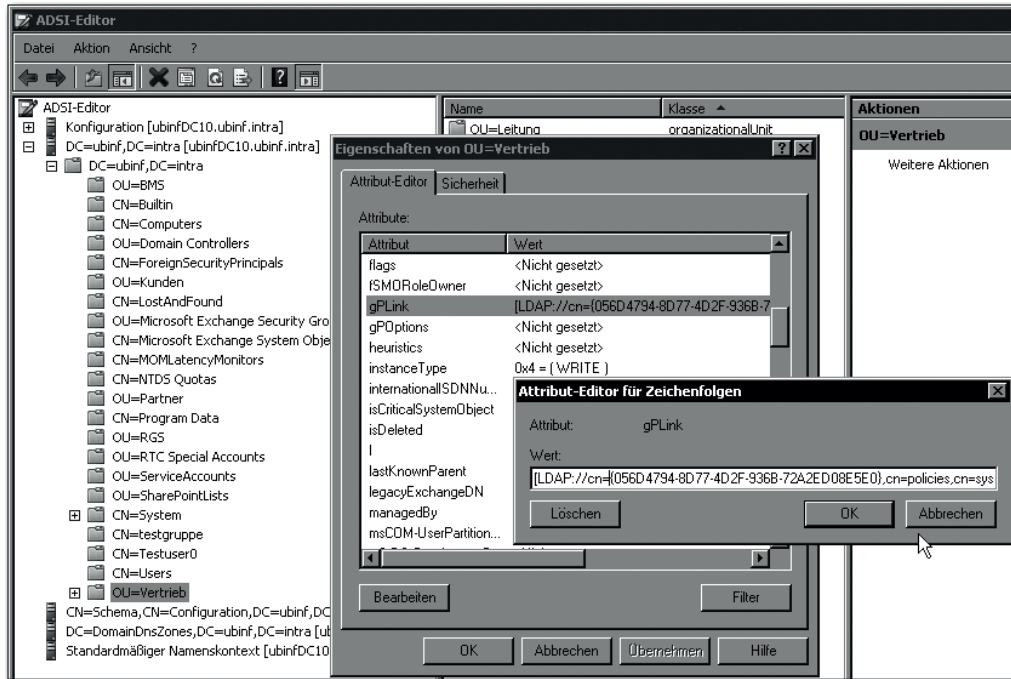 ADSI-Editor
Datei Aktion Ansicht ?
ADSI-Editor
Konfiguration [ubinfDC10.ubinf.intra]
DC=ubinf,DC=intra [ubinfDC10.ubinf.intra]
DC=ubinf,DC=intra
OU=BMS
CN=Builtin
CN=Computers
OU=Domain Controllers
CN=ForeignSecurityPrincipals
OU=Kunden
CN=LostAndFound
OU=Microsoft Exchange Security Gro
CN=Microsoft Exchange System Obje
CN=MOMLatencyMonitors
CN=NTDS Quotas
OU=Partner
CN=Program Data
OU=RGS
OU=RTC Special Accounts
OU=ServiceAccounts
OU=SharePointLists
CN=System
CN=testgruppe
CN=Testuser0
CN=Users
OU=Vertrieb
CN=Schema,CN=Configuration,DC=ubinf,DC
DC=DomainDnsZones,DC=ubinf,DC=intra [ub
Standardmäßiger Namenskontext [ubinfDC10
Name Klasse
OU=Leitung organizationalUnit
Aktionen
OU=Vertrieb
Weitere Aktionen
Eigenschaften von OU=Vertrieb
Attribut-Editor Sicherheit
Attribute:
Attribut Wert
flags <Nicht gesetzt>
fSMORoleOwner <Nicht gesetzt>
gPLink [LDAP://cn={056D4794-8D77-4D2F-936B-7
gPOptions <Nicht gesetzt>
heuristics <Nicht gesetzt>
instanceType 0x4 = ( WRITE )
internationalISDNNu...
isCriticalSystemObject
isDeleted
l
lastKnownParent
legacyExchangeDN
managedBy
msCOM-UserPartition...
Bearbeiten Filter
OK Abbrechen Übernehmen Hilfe
Attribut-Editor für Zeichenfolgen
Attribut: gPLink
Wert:
[LDAP://cn={056D4794-8D77-4D2F-936B-72A2ED08E5E0},cn=policies,cn=sys
Löschen OK Abbrechen